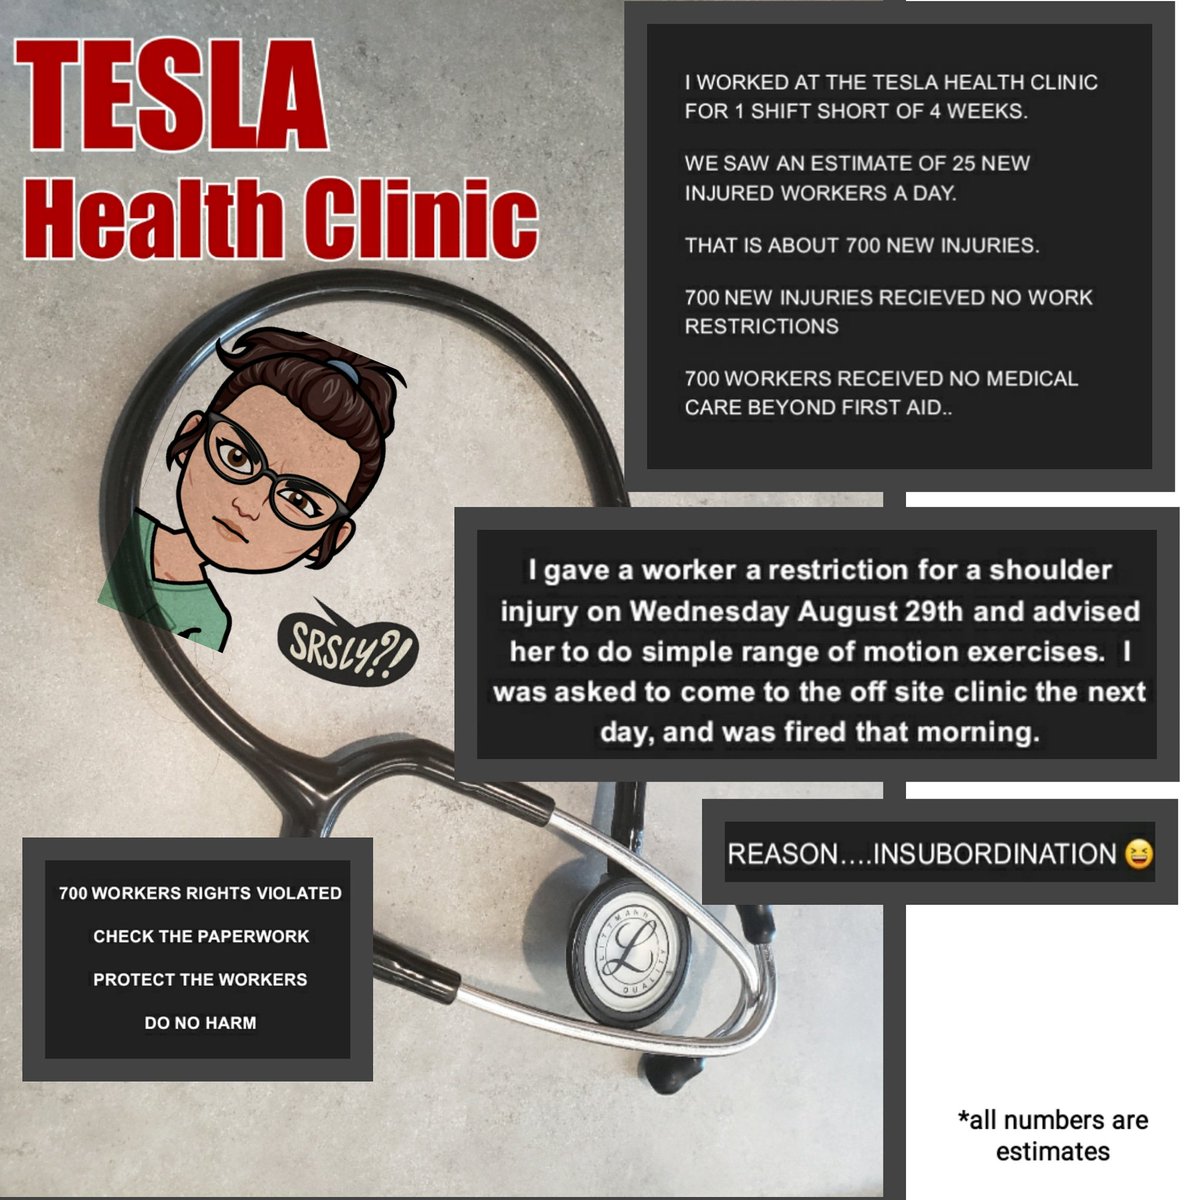 TESLA
Health Clinic
I WORKED AT THE TESLA HEALTH CLINIC
FOR 1 SHIFT SHORT OF 4 WEEKS.
WE SAW AN ESTIMATE OF 25 NEW
INJURED WORKERS A DAY.
THAT IS ABOUT 700 NEW INJURIES.
700 NEW INJURIES RECIEVED NO WORK
RESTRICTIONS
700 WORKERS RECEIVED NO MEDICAL
CARE BEYOND FIRST AID..
SRSLY?!
I gave a worker a restriction for a shoulder
injury on Wednesday August 29th and advised
her to do simple range of motion exercises. I
was asked to come to the off site clinic the next
day, and was fired that morning.
REASON....INSUBORDINATION 😆
700 WORKERS RIGHTS VIOLATED
CHECK THE PAPERWORK
PROTECT THE WORKERS
DO NO HARM
LITTMANN
L
QUALITY
*all numbers are
estimates